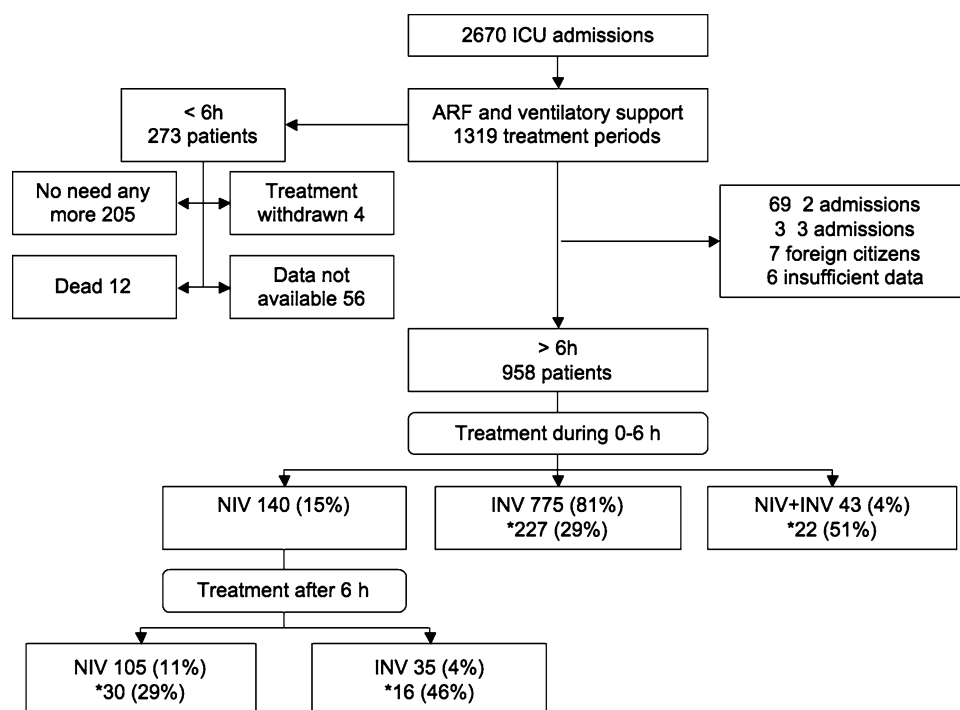 2670 ICU admissions
ARF and ventilatory support
1319 treatment periods
< 6h
273 patients
No need any
more 205
Treatment
withdrawn 4
Dead 12
Data not
available 56
69 2 admissions
3 3 admissions
7 foreign citizens
6 insufficient data
> 6h
958 patients
Treatment during 0-6 h
NIV 140 (15%)
INV 775 (81%)
*227 (29%)
NIV+INV 43 (4%)
*22 (51%)
Treatment after 6 h
NIV 105 (11%)
*30 (29%)
INV 35 (4%)
*16 (46%)